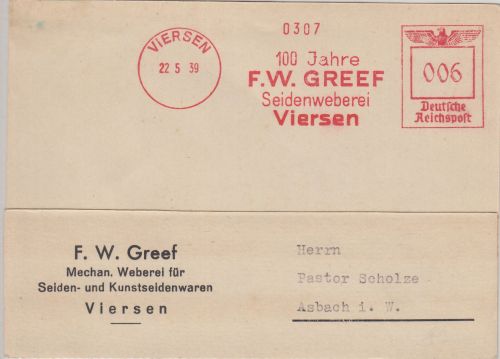 VIERSEN
22 5 39
0307
100 Jahre
F.W. GREEF
Seidenweberei
Viersen
006
Deutsche
Reichspost
F. W. Greef
Mechan. Weberei für
Seiden- und Kunstseidenwaren
Viersen
Herrn
Pastor Scholze
Asbach i. W.